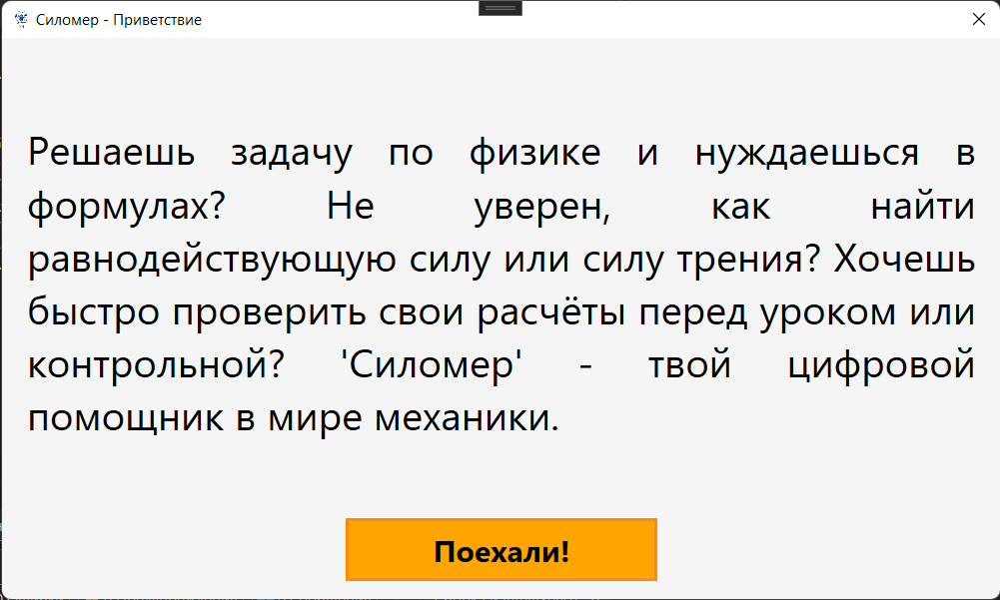 Силомер - Приветствие
Решаешь задачу по физике и нуждаешься в
формулах? Не уверен, как найти
равнодействующую силу или силу трения? Хочешь
быстро проверить свои расчёты перед уроком или
контрольной? 'Силомер' - твой цифровой
помощник в мире механики.
Поехали!